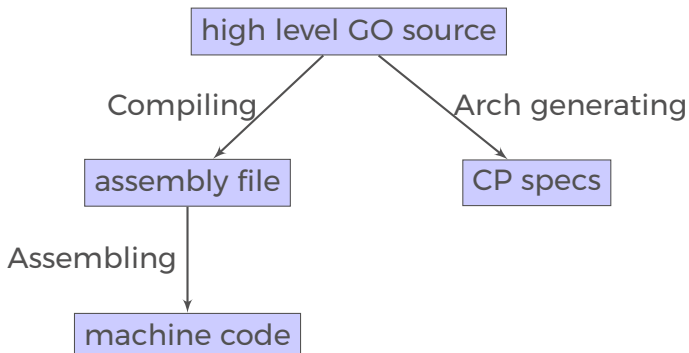 high level GO source
Compiling
Arch generating
assembly file
CP specs
Assembling
machine code